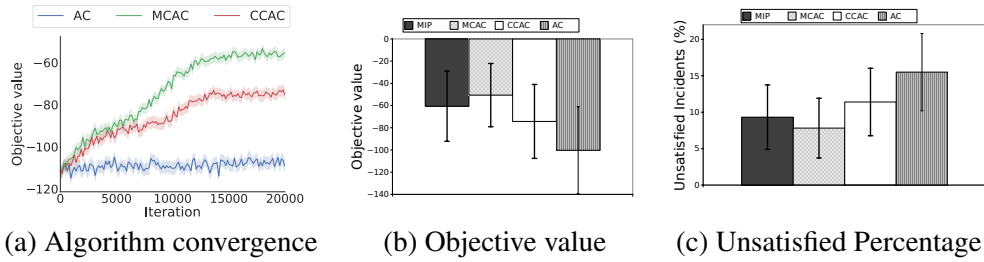 AC MCAC CCAC
Objective value
−60
−80
−100
−120
0 5000 10000 15000 20000
Iteration
(a) Algorithm convergence
MIP MCAC CCAC AC
Objective value
0
−20
−40
−60
−80
−100
−120
−140
(b) Objective value
MIP MCAC CCAC AC
Unsatisfied Incidents (%)
20
15
10
5
0
(c) Unsatisfied Percentage